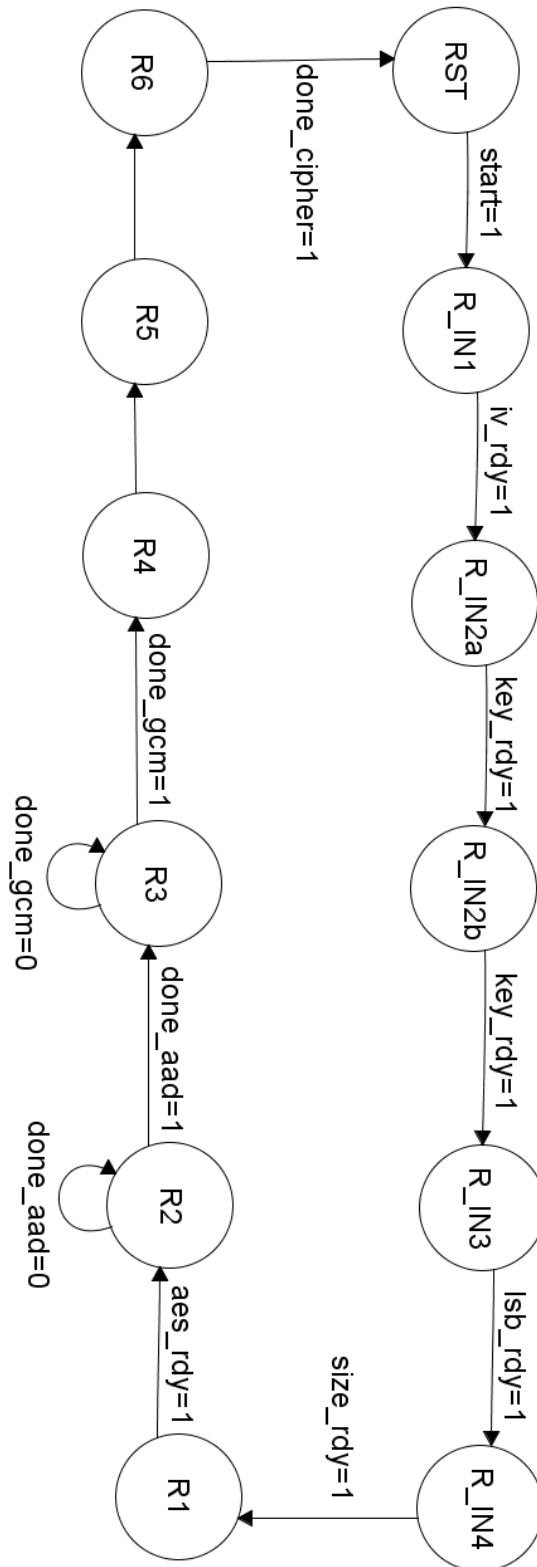 RST
start=1
R_IN1
iv_rdy=1
R_IN2a
key_rdy=1
R_IN2b
key_rdy=1
R_IN3
lsb_rdy=1
R_IN4
size_rdy=1
R1
aes_rdy=1
R2
done_aad=0
done_aad=1
R3
done_gcm=0
done_gcm=1
R4
R5
R6
done_cipher=1